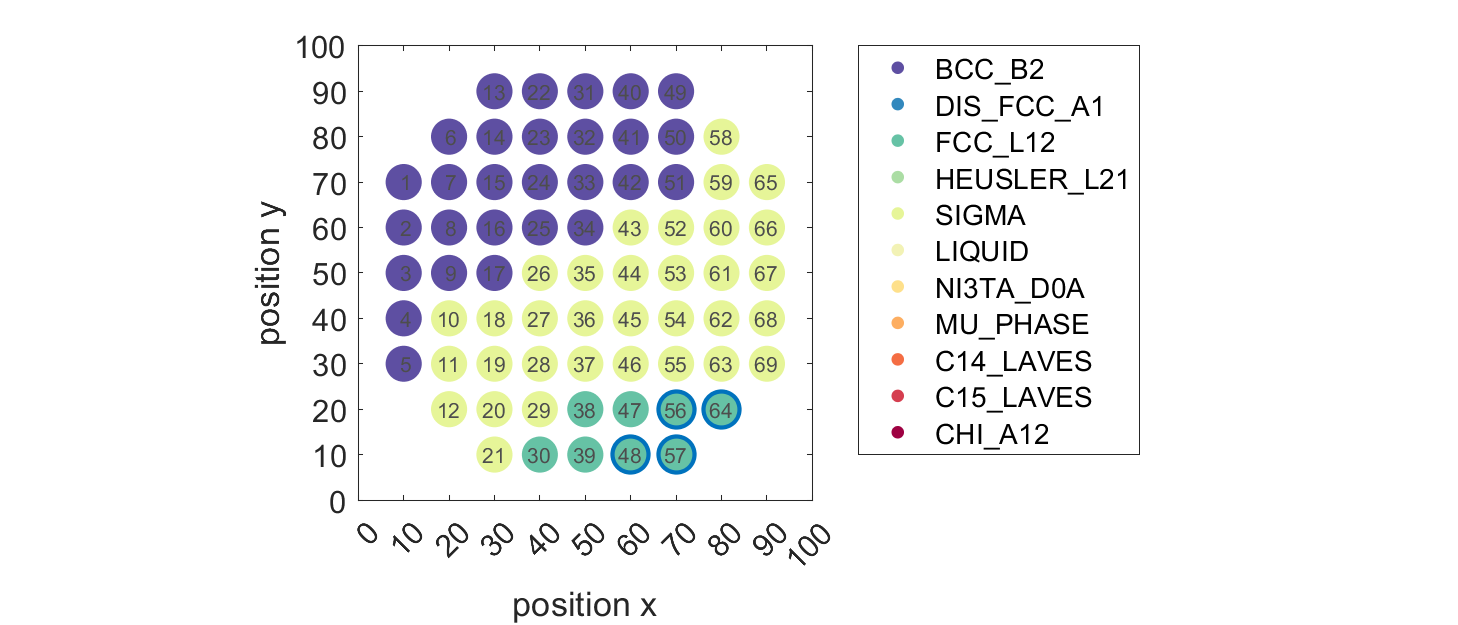 100
90 13 22 31 40 49
80 6 14 23 32 41 50 58
70 1 7 15 24 33 42 51 59 65
60 2 8 16 25 34 43 52 60 66
50 3 9 17 26 35 44 53 61 67
40 4 10 18 27 36 45 54 62 68
30 5 11 19 28 37 46 55 63 69
20 12 20 29 38 47 56 64
10 21 30 39 48 57
0
0 10 20 30 40 50 60 70 80 90 100
position x
position y
BCC_B2
DIS_FCC_A1
FCC_L12
HEUSLER_L21
SIGMA
LIQUID
NI3TA_D0A
MU_PHASE
C14_LAVES
C15_LAVES
CHI_A12